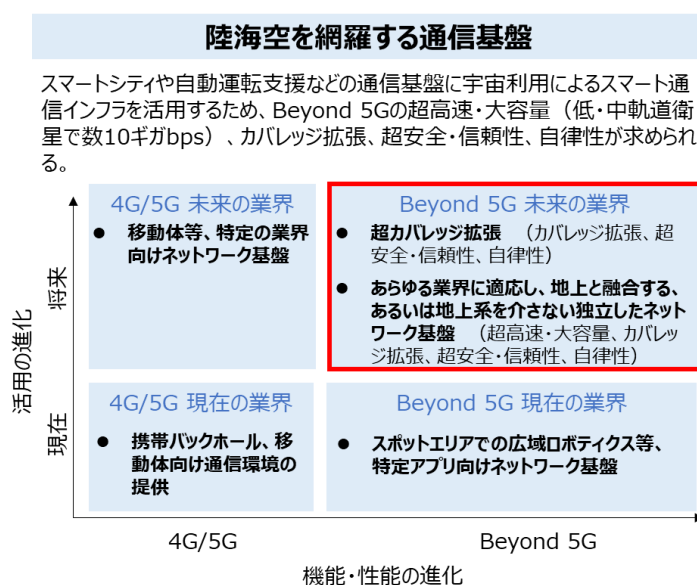 陸海空を網羅する通信基盤
スマートシティや自動運転支援などの通信基盤に宇宙利用によるスマート通
信インフラを活用するため、Beyond 5Gの超高速・大容量（低・中軌道衛
星で数10ギガbps）、カバレッジ拡張、超安全・信頼性、自律性が求められ
る。
4G/5G 未来の業界
● 移動体等、特定の業界
向けネットワーク基盤
Beyond 5G 未来の業界
● 超カバレッジ拡張　（カバレッジ拡張、超
安全・信頼性、自律性）
● あらゆる業界に適応し、地上と融合する、
あるいは地上系を介さない独立したネット
ワーク基盤　（超高速・大容量、カバレッ
ジ拡張、超安全・信頼性、自律性）
4G/5G 現在の業界
● 携帯バックホール、移
動体向け通信環境の
提供
Beyond 5G 現在の業界
● スポットエリアでの広域ロボティクス等、
特定アプリ向けネットワーク基盤
活用の進化
将来
現在
4G/5G
Beyond 5G
機能・性能の進化